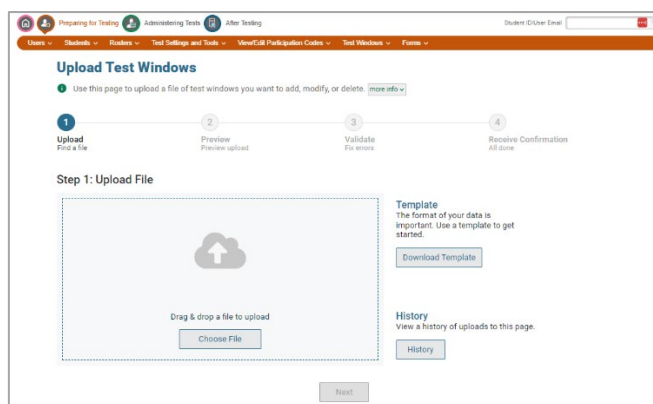 Preparing for Testing Administering Tests After Testing Student ID/User Email
Users Students Rosters Test Settings and Tools View/Edit Participation Codes Test Windows Forms
Upload Test Windows
Use this page to upload a file of test windows you want to add, modify, or delete. more info
1 2 3 4
Upload Preview Validate Receive Confirmation
Find a file Preview upload Fix errors All done
Step 1: Upload File
Template
The format of your data is
important. Use a template to get
started.
Download Template
Drag & drop a file to upload
Choose File
History
View a history of uploads to this page.
History
Next